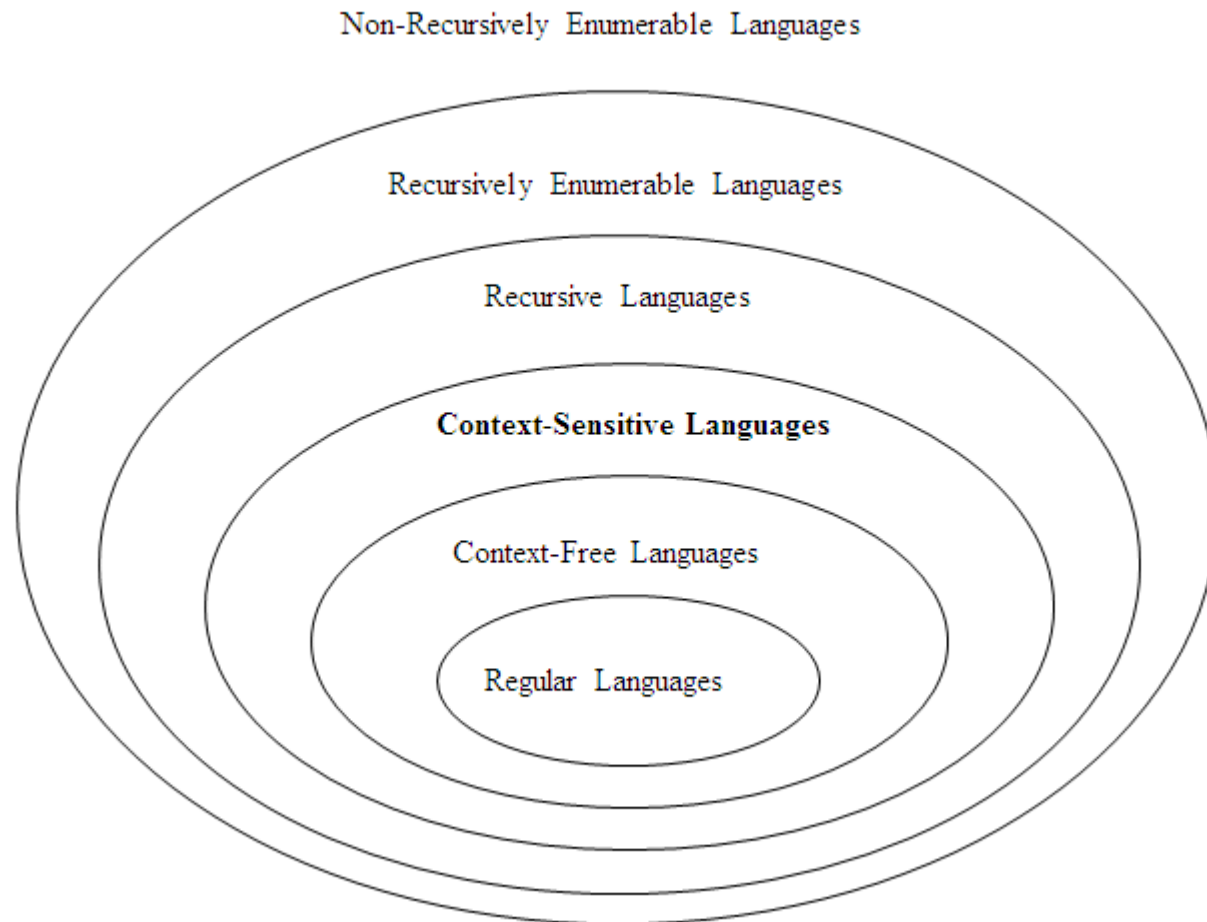 Non-Recursively Enumerable Languages
Recursively Enumerable Languages
Recursive Languages
Context-Sensitive Languages
Context-Free Languages
Regular Languages